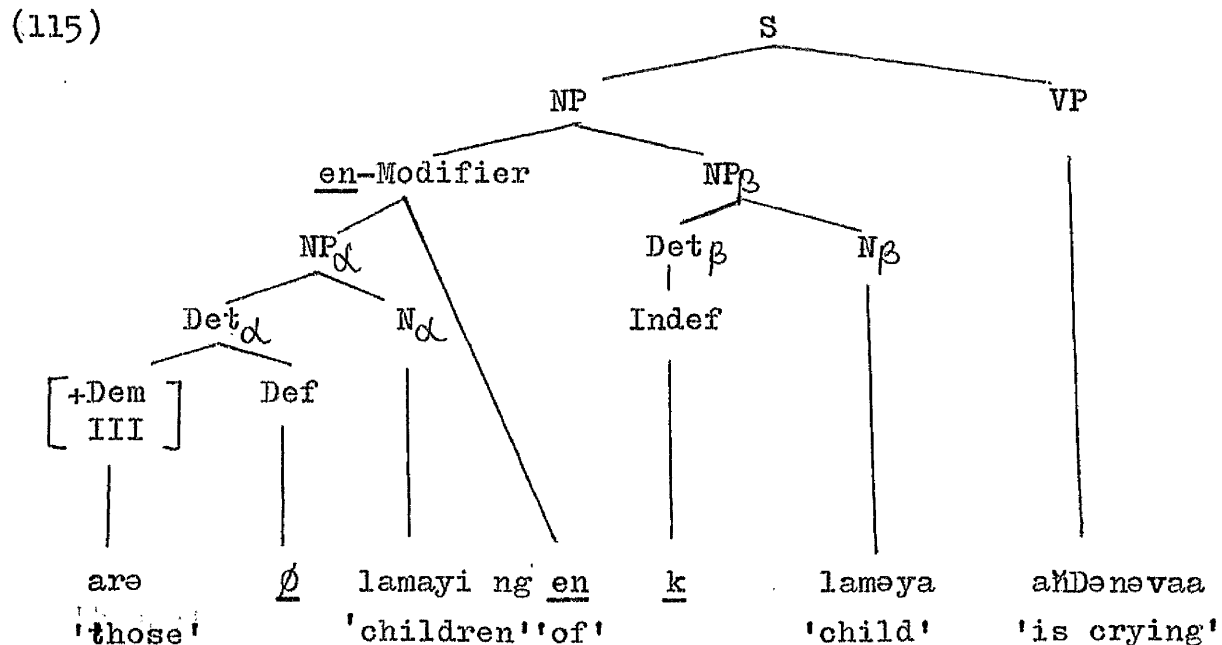 (115)
S
NP VP
en-Modifier NPβ
NPα Detβ Nβ
Detα Nα Indef
[+Dem III] Def
arə ø lamayi ng en k laməya aňDənəvaa
'those' 'children' 'of' 'child' 'is crying'